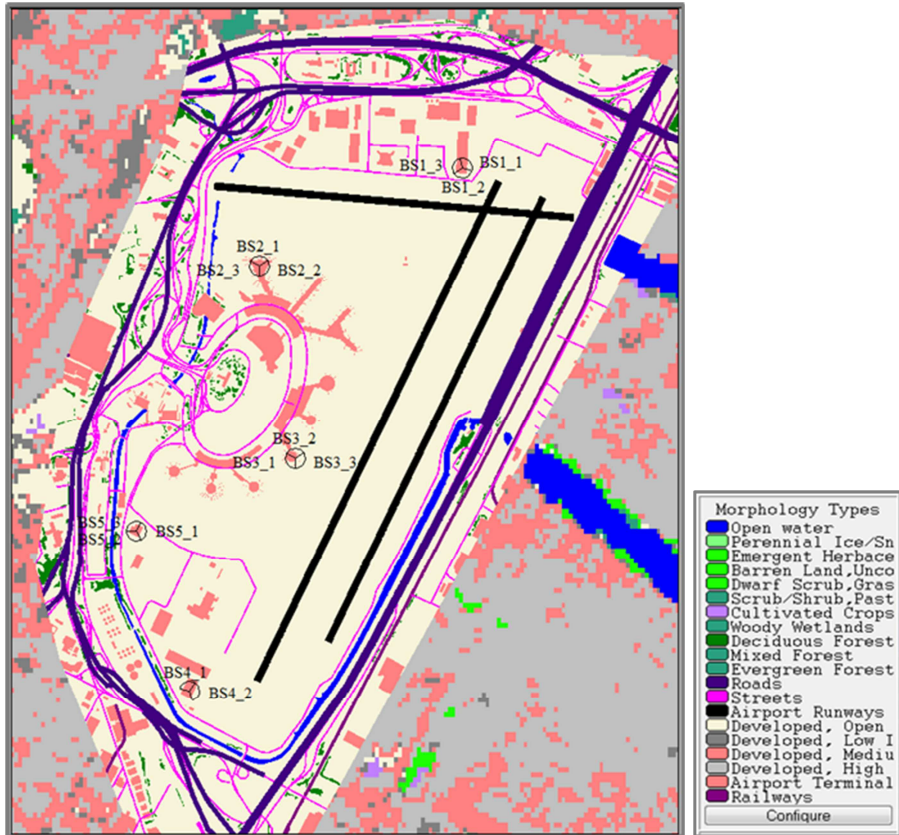 BS1_3
BS1_1
BS1_2
BS2_1
BS2_3
BS2_2
BS3_2
BS3_1
BS3_3
BS5_3
BS5_1
BS5_2
BS4_1
BS4_2
Morphology Types
Open water
Perennial Ice/Sn
Emergent Herbace
Barren Land,Unco
Dwarf Scrub,Gras
Scrub/Shrub,Past
Cultivated Crops
Woody Wetlands
Deciduous Forest
Mixed Forest
Evergreen Forest
Roads
Streets
Airport Runways
Developed, Open
Developed, Low I
Developed, Mediu
Developed, High
Airport Terminal
Railways
Configure